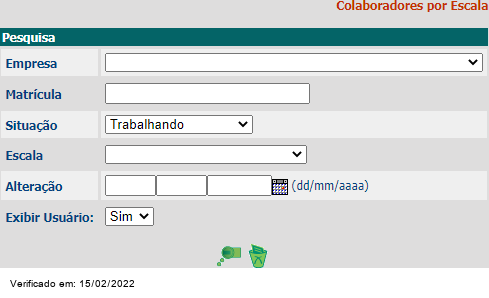 Colaboradores por Escala
Pesquisa
Empresa
Matrícula
Situação Trabalhando
Escala
Alteração (dd/mm/aaaa)
Exibir Usuário: Sim
Verificado em: 15/02/2022